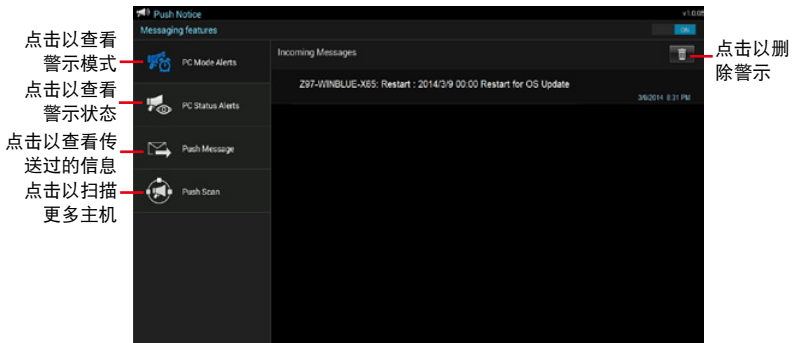 Push Notice
v1.0.05
Messaging features
ON
点击以查看
警示模式
PC Mode Alerts
Incoming Messages
点击以删
除警示
Z97-WINBLUE-X65: Restart : 2014/3/9 00:00 Restart for OS Update
3/9/2014 8:31 PM
点击以查看
警示状态
PC Status Alerts
点击以查看传
送过的信息
Push Message
点击以扫描
更多主机
Push Scan